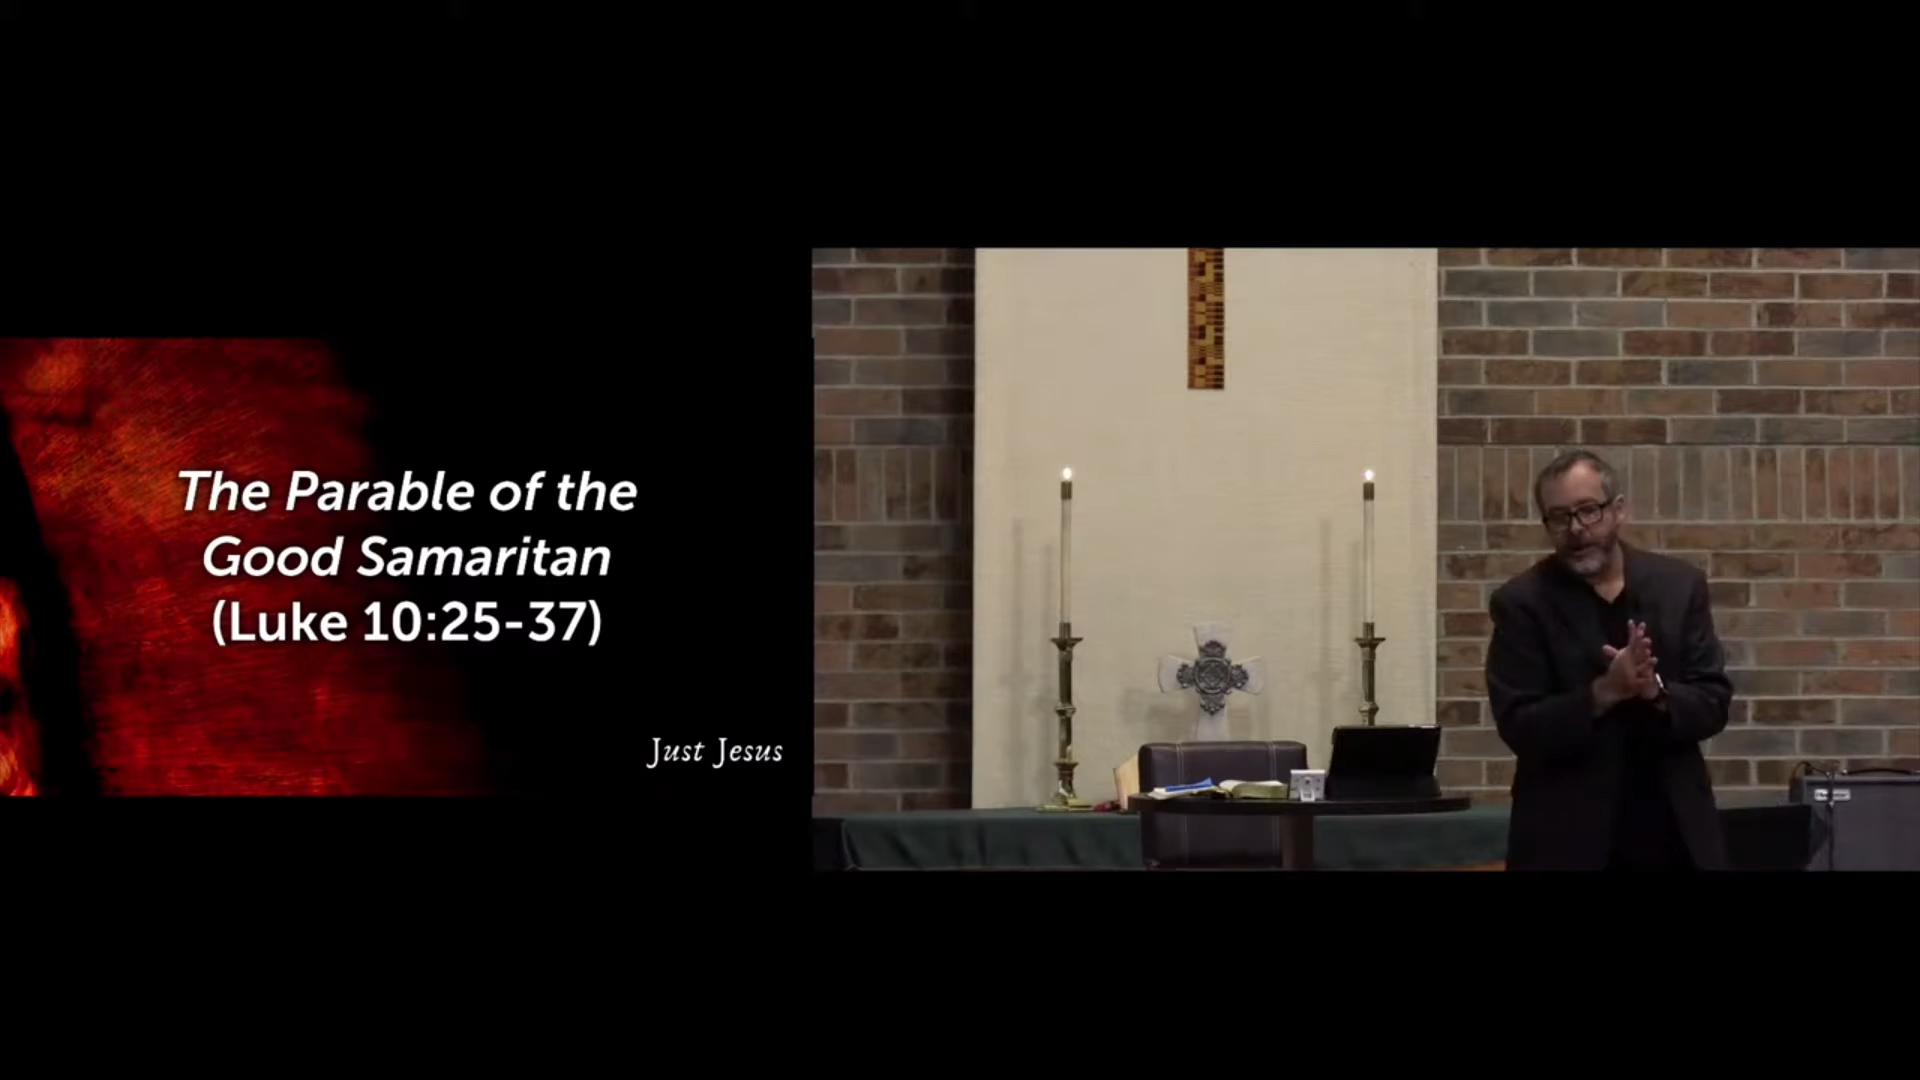 The Parable of the
Good Samaritan
(Luke 10:25-37)
Just Jesus